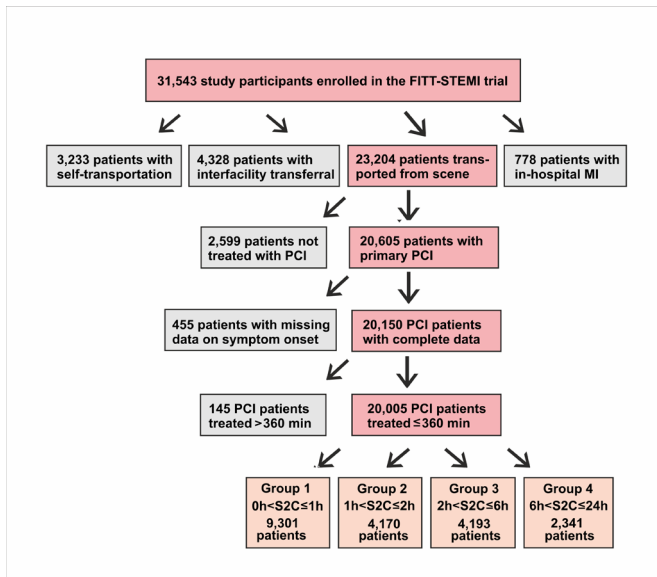 31,543 study participants enrolled in the FITT-STEMI trial
3,233 patients with
self-transportation
4,328 patients with
interfacility transferral
23,204 patients trans-
ported from scene
778 patients with
in-hospital MI
2,599 patients not
treated with PCI
20,605 patients with
primary PCI
455 patients with missing
data on symptom onset
20,150 PCI patients
with complete data
145 PCI patients
treated >360 min
20,005 PCI patients
treated ≤360 min
Group 1
0h<S2C≤1h
9,301
patients
Group 2
1h<S2C≤2h
4,170
patients
Group 3
2h<S2C≤6h
4,193
patients
Group 4
6h<S2C≤24h
2,341
patients